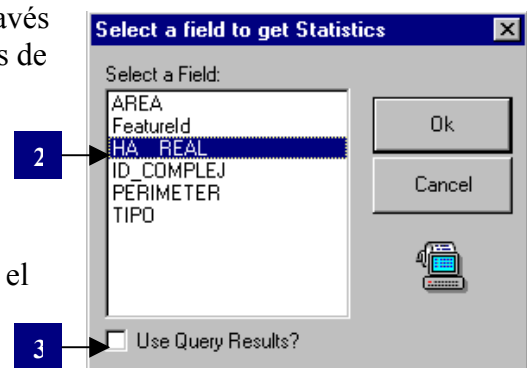 avés
s de
Select a field to get Statistics
Select a Field:
AREA
FeatureId
HA__REAL
ID_COMPLEJ
PERIMETER
TIPO
Ok
Cancel
2
el
3
Use Query Results?